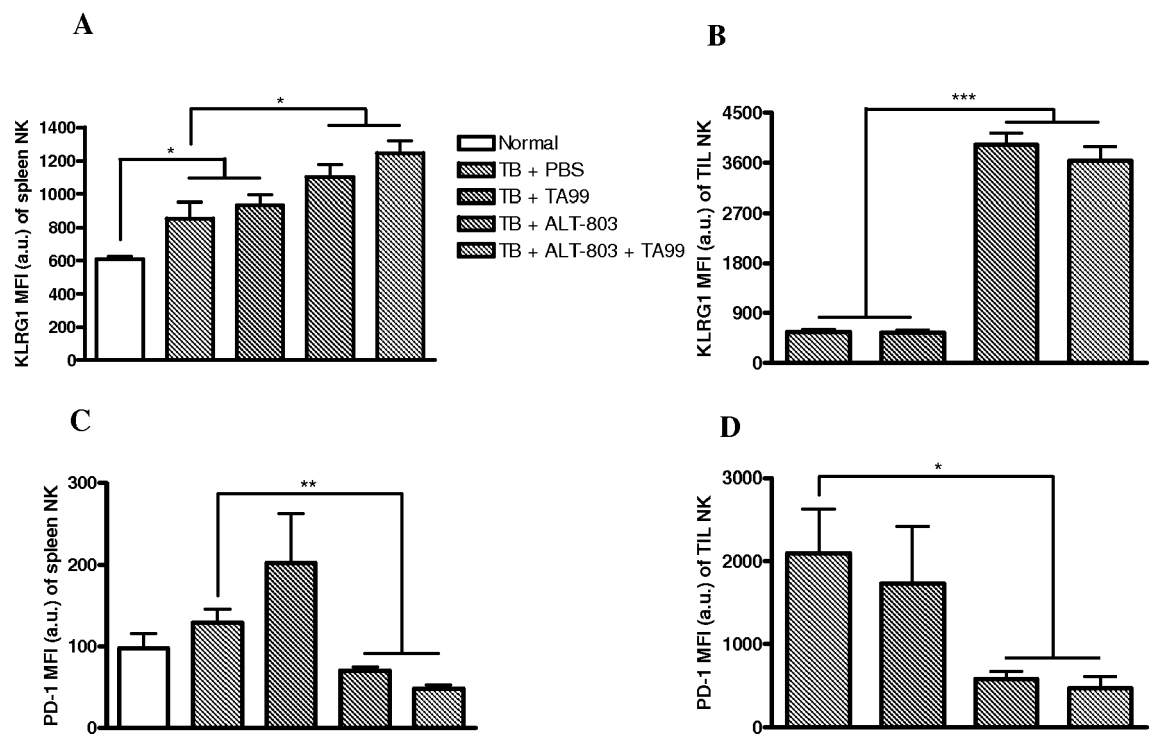 A
KLRG1 MFI (a.u.) of spleen NK
1400
1200
1000
800
600
400
200
0
*
*
Normal
TB + PBS
TB + TA99
TB + ALT-803
TB + ALT-803 + TA99
B
KLRG1 MFI (a.u.) of TIL NK
4500
3600
2700
1800
900
0
***
C
PD-1 MFI (a.u.) of spleen NK
300
200
100
0
**
D
PD-1 MFI (a.u.) of TIL NK
3000
2000
1000
0
*